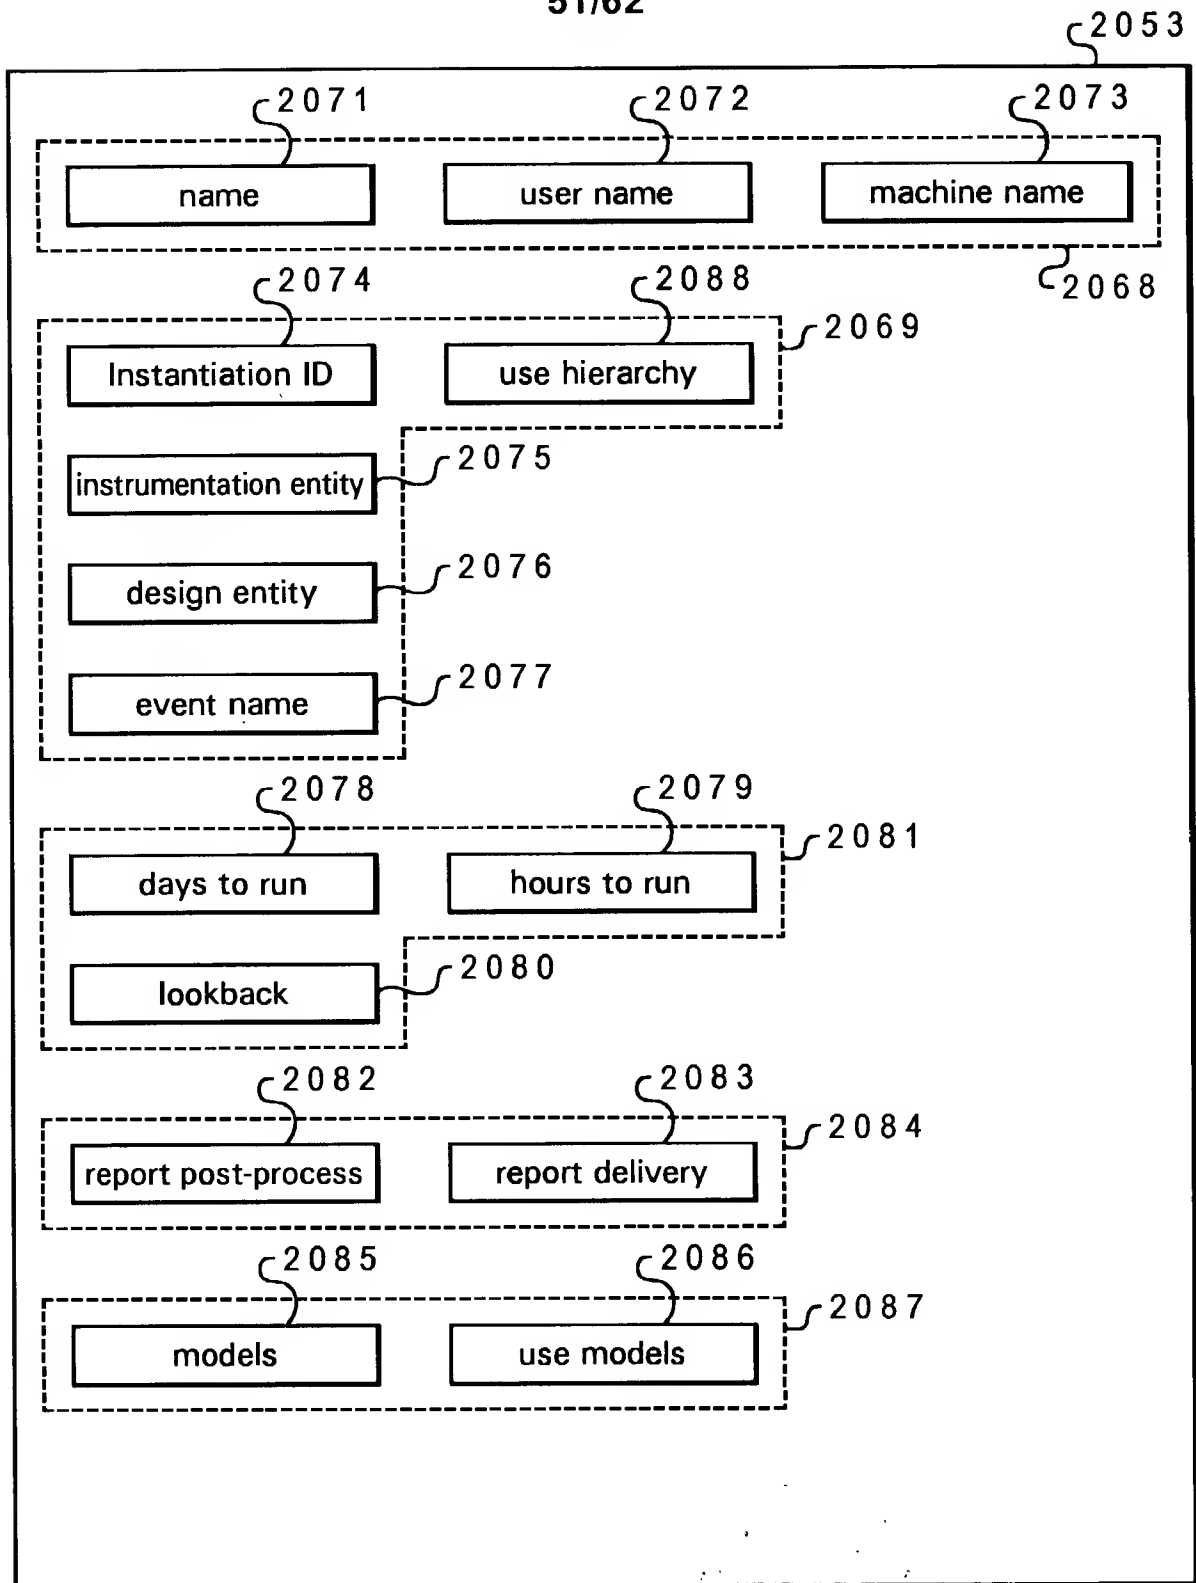 51/62
2053
2071 2072 2073
name user name machine name
2068
2074 2088
2069
Instantiation ID use hierarchy
2075
instrumentation entity
2076
design entity
2077
event name
2078 2079
2081
days to run hours to run
2080
lookback
2082 2083
2084
report post-process report delivery
2085 2086
2087
models use models